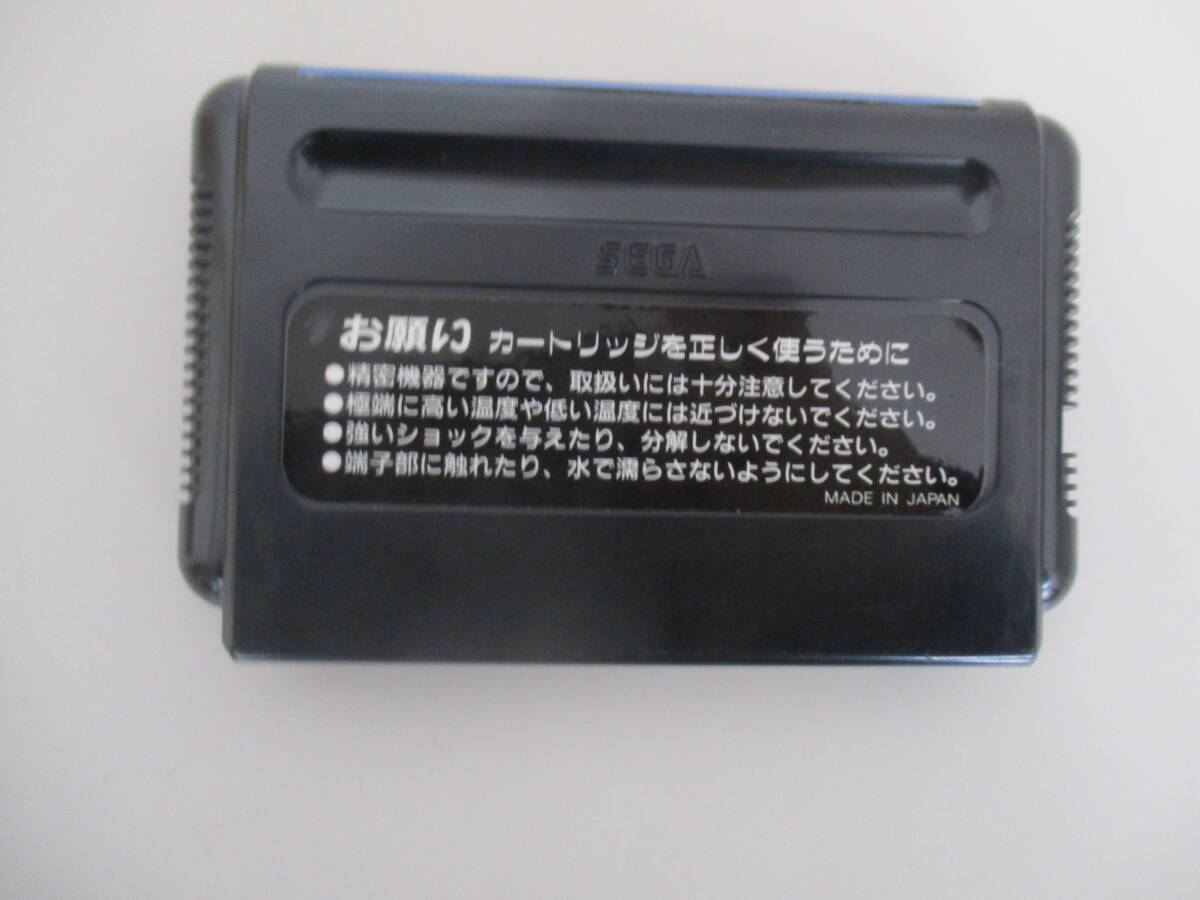 SEGA
お願い カートリッジを正しく使うために
●精密機器ですので、取扱いには十分注意してください。
●極端に高い温度や低い温度には近づけないでください。
●強いショックを与えたり、分解しないでください。
●端子部に触れたり、水で濡らさないようにしてください。
MADE IN JAPAN